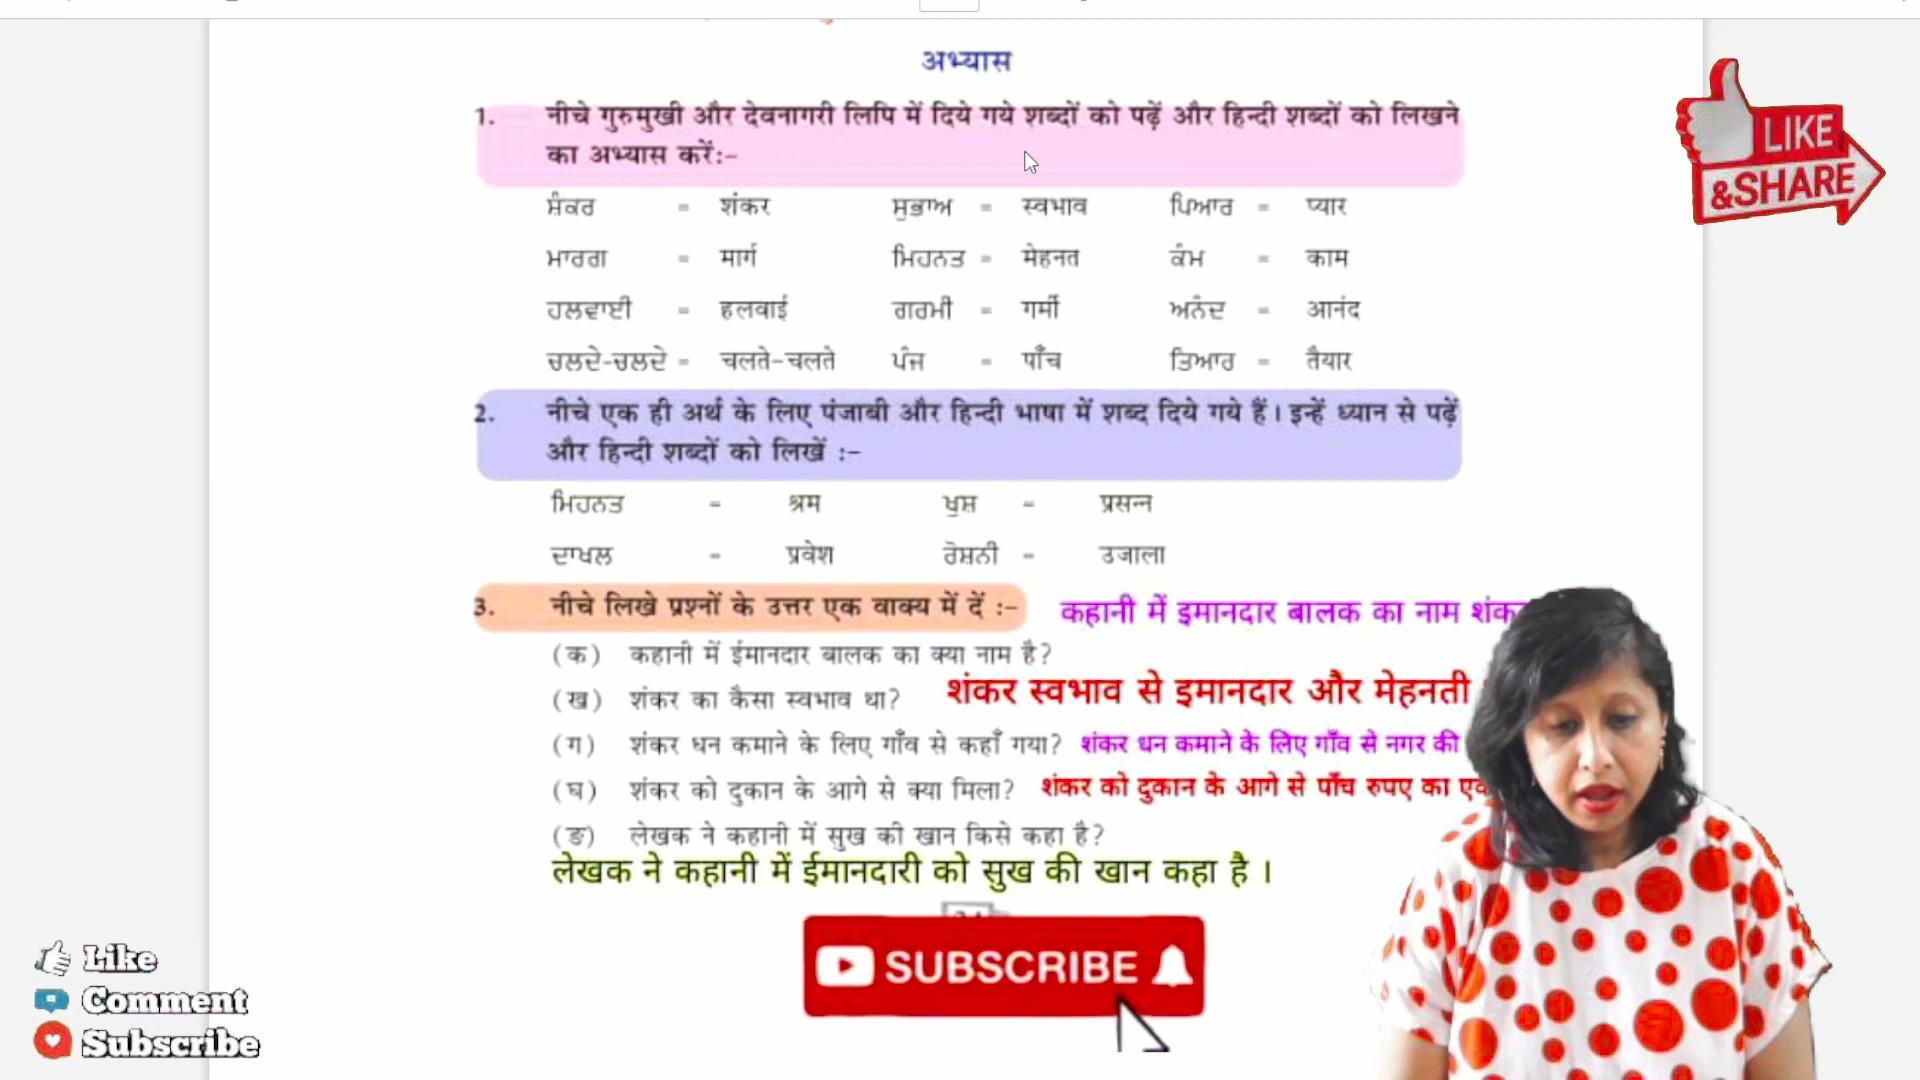 अभ्यास
1. नीचे गुरुमुखी और देवनागरी लिपि में दिये गये शब्दों को पढ़ें और हिन्दी शब्दों को लिखने
का अभ्यास करें:-
ਸ਼ੰਕਰ = शंकर ਸੁਭਾਅ = स्वभाव ਪਿਆਰ = प्यार
ਮਾਰਗ = मार्ग ਮਿਹਨਤ = मेहनत ਕੰਮ = काम
ਹਲਵਾਈ = हलवाई ਗਰਮੀ = गर्मी ਅਨੰਦ = आनंद
ਚਲਦੇ-ਚਲਦੇ = चलते-चलते ਪੰਜ = पाँच ਤਿਆਰ = तैयार
2. नीचे एक ही अर्थ के लिए पंजाबी और हिन्दी भाषा में शब्द दिये गये हैं। इन्हें ध्यान से पढ़ें
और हिन्दी शब्दों को लिखें :-
ਮਿਹਨਤ - श्रम ਖੁਸ਼ - प्रसन्न
ਦਾਖਲ - प्रवेश ਰੋਸ਼ਨੀ - उजाला
3. नीचे लिखे प्रश्नों के उत्तर एक वाक्य में दें :- कहानी में इमानदार बालक का नाम
(क) कहानी में ईमानदार बालक का क्या नाम है?
(ख) शंकर का कैसा स्वभाव था? शंकर स्वभाव से इमानदार और मेहनती
(ग) शंकर धन कमाने के लिए गाँव से कहाँ गया? शंकर धन कमाने के लिए गाँव से नगर की
(घ) शंकर को दुकान के आगे से क्या मिला? शंकर को दुकान के आगे से पाँच रुपए का
(ङ) लेखक ने कहानी में सुख की खान किसे कहा है?
लेखक ने कहानी में ईमानदारी को सुख की खान कहा है ।
LIKE
&SHARE
SUBSCRIBE
Like
Comment
Subscribe